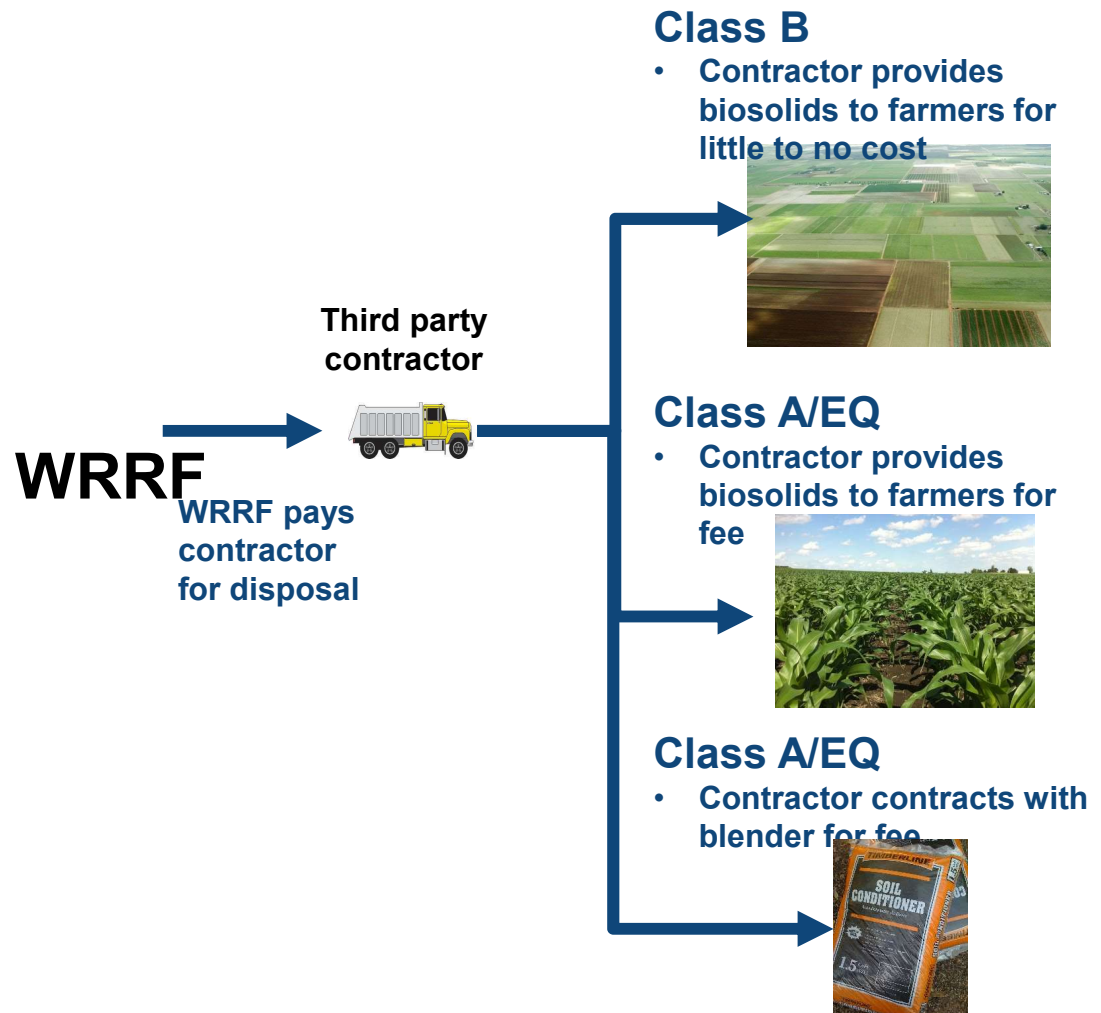 Class B
• Contractor provides
biosolids to farmers for
little to no cost
Third party
contractor
WRRF
WRRF pays
contractor
for disposal
Class A/EQ
• Contractor provides
biosolids to farmers for
fee
Class A/EQ
• Contractor contracts with
blender for fee
TIMBERLINE
SOIL
CONDITIONER
1.5